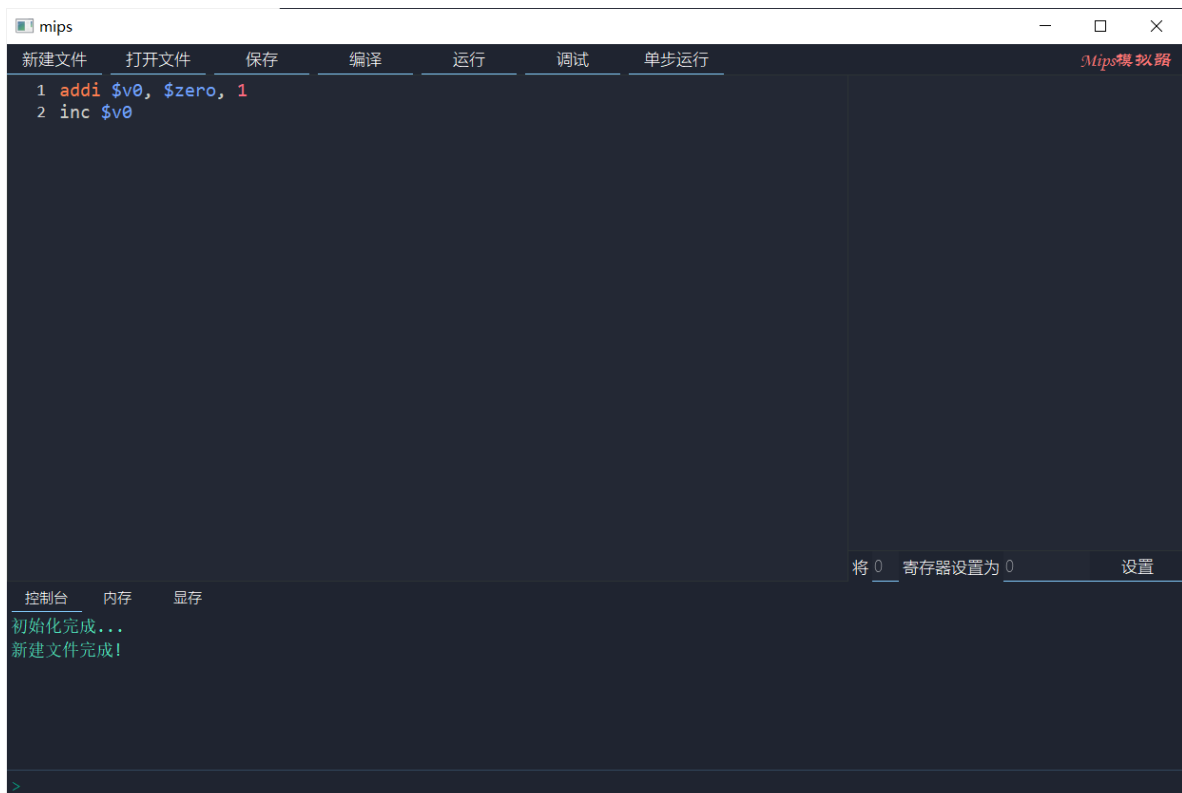 mips
新建文件 打开文件 保存 编译 运行 调试 单步运行 Mips模拟器
1 addi $v0, $zero, 1
2 inc $v0
将 0 寄存器设置为 0 设置
控制台 内存 显存
初始化完成...
新建文件完成!
>